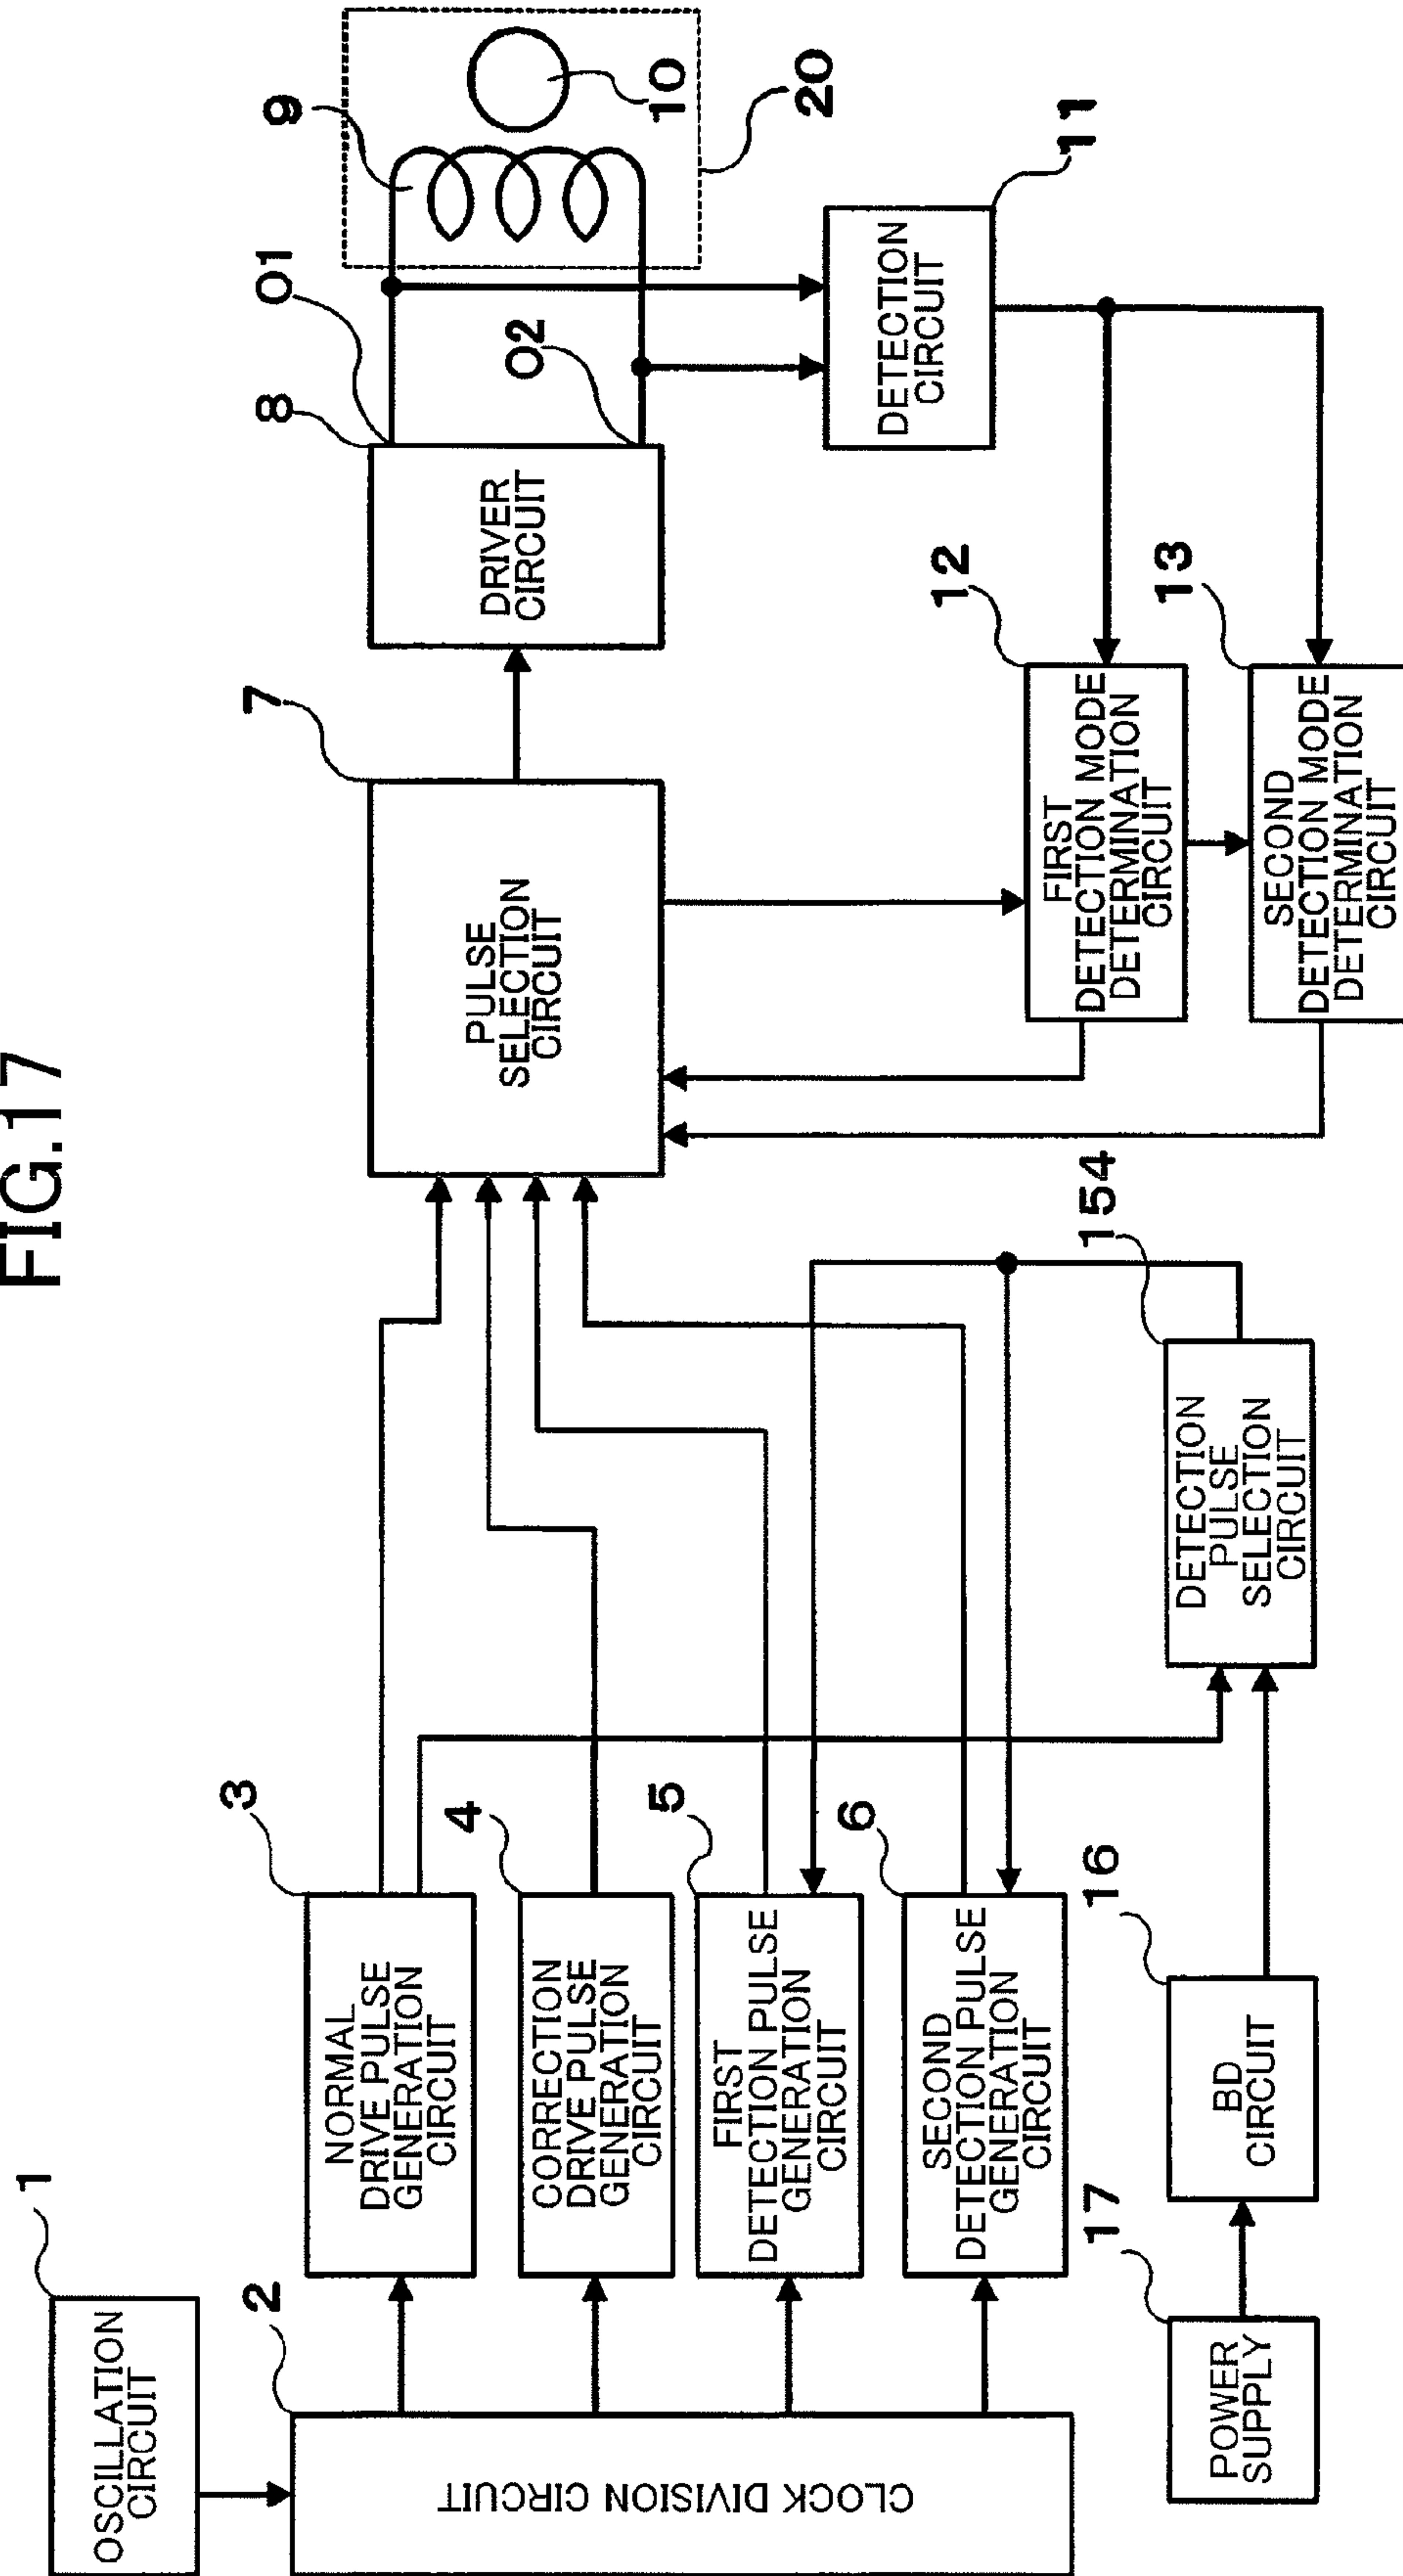 FIG.17
1
OSCILLATION
CIRCUIT
2
CLOCK DIVISION CIRCUIT
3
NORMAL
DRIVE PULSE
GENERATION
CIRCUIT
4
CORRECTION
DRIVE PULSE
GENERATION
CIRCUIT
5
FIRST
DETECTION PULSE
GENERATION
CIRCUIT
6
SECOND
DETECTION PULSE
GENERATION
CIRCUIT
17
POWER
SUPPLY
16
BD
CIRCUIT
154
DETECTION
PULSE
SELECTION
CIRCUIT
7
PULSE
SELECTION
CIRCUIT
8
DRIVER
CIRCUIT
O1
O2
9
10
20
11
DETECTION
CIRCUIT
12
FIRST
DETECTION MODE
DETERMINATION
CIRCUIT
13
SECOND
DETECTION MODE
DETERMINATION
CIRCUIT